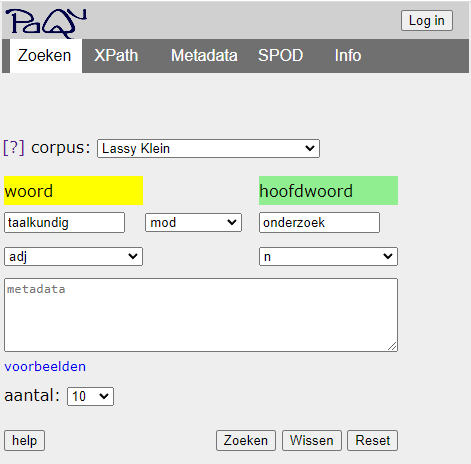 PaQu
Log in
Zoeken XPath Metadata SPOD Info
[?] corpus: Lassy Klein
woord hoofdwoord
taalkundig mod onderzoek
adj n
metadata
voorbeelden
aantal: 10
help Zoeken Wissen Reset